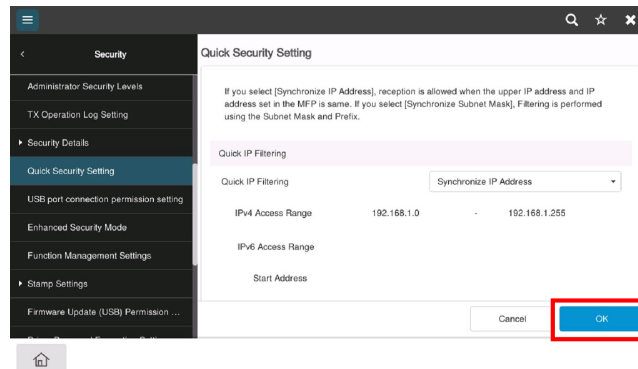 Security
Quick Security Setting
Administrator Security Levels
TX Operation Log Setting
Security Details
Quick Security Setting
USB port connection permission setting
Enhanced Security Mode
Function Management Settings
Stamp Settings
Firmware Update (USB) Permission ...
If you select [Synchronize IP Address], reception is allowed when the upper IP address and IP
address set in the MFP is same. If you select [Synchronize Subnet Mask], Filtering is performed
using the Subnet Mask and Prefix.
Quick IP Filtering
Quick IP Filtering Synchronize IP Address
IPv4 Access Range 192.168.1.0 - 192.168.1.255
IPv6 Access Range
Start Address
Cancel OK